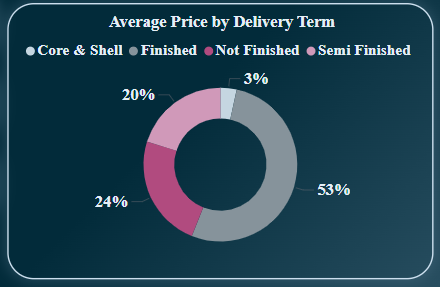 Average Price by Delivery Term
Core & Shell Finished Not Finished Semi Finished
3%
20%
53%
24%